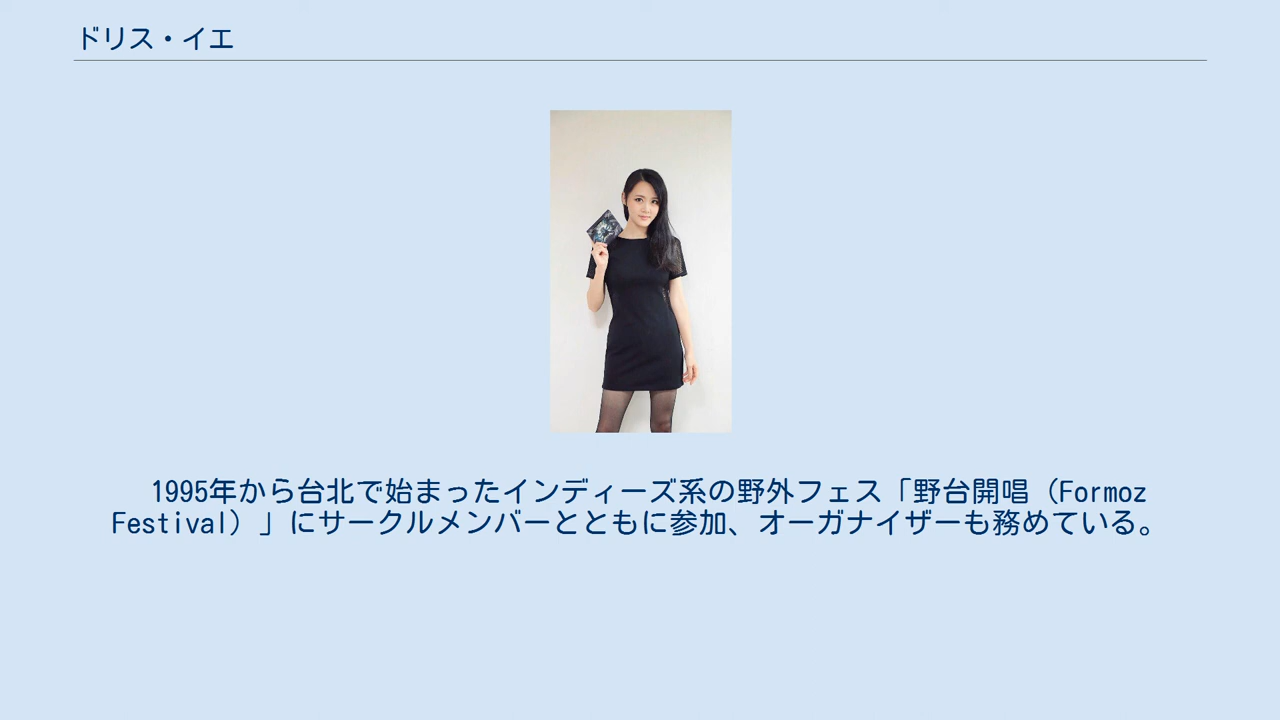 ドリス・イエ
1995年から台北で始まったインディーズ系の野外フェス「野台開唱（Formoz
Festival）」にサークルメンバーとともに参加、オーガナイザーも務めている。